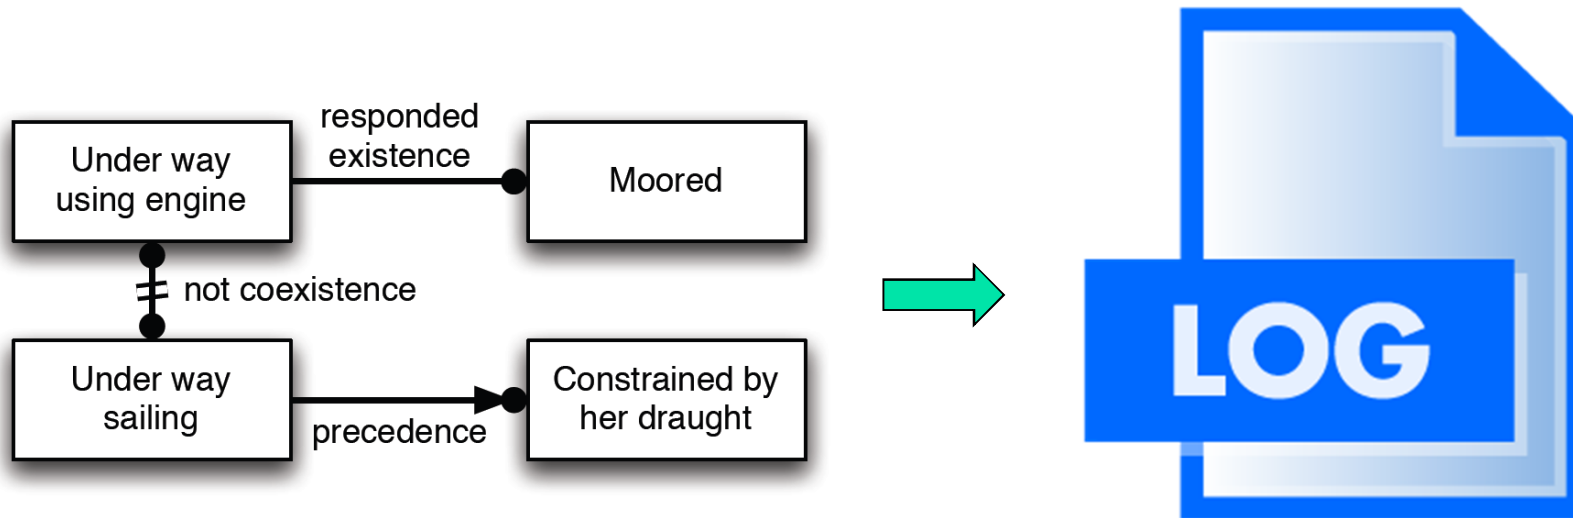 responded
existence
Under way
using engine
Moored
not coexistence
Under way
sailing
precedence
Constrained by
her draught
LOG